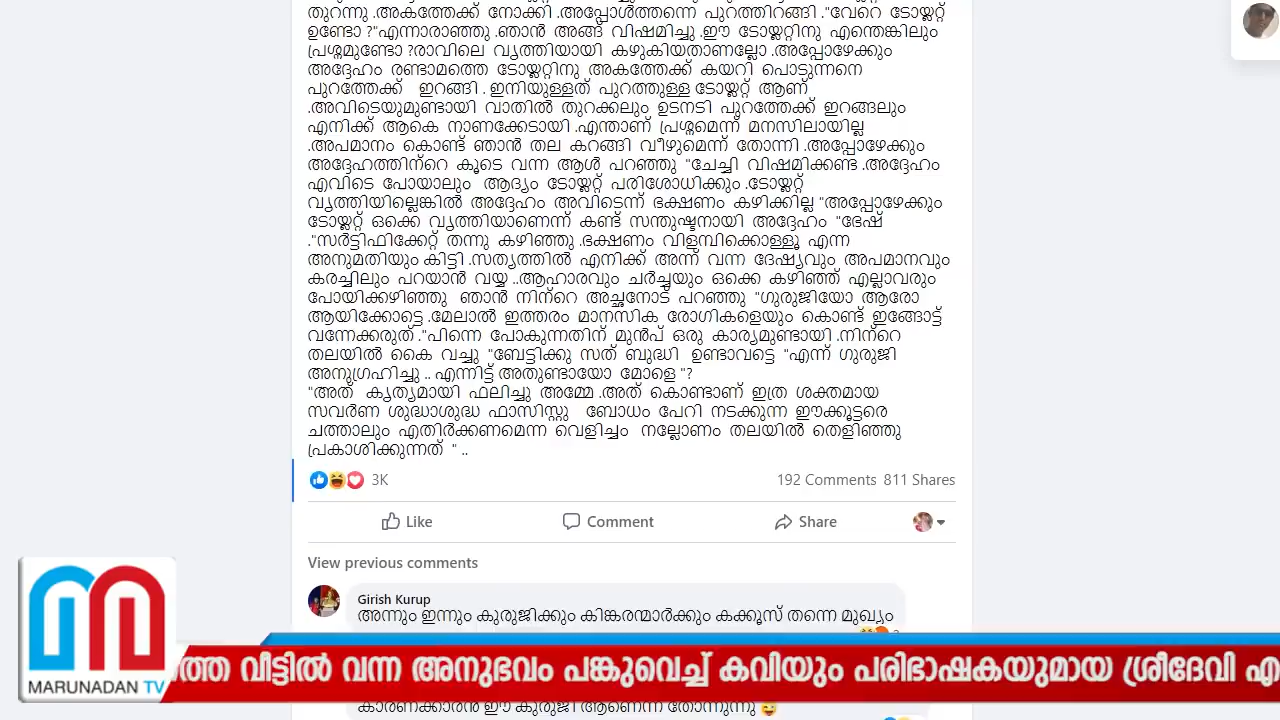 തുറന്നു .അകത്തേക്ക് നോക്കി .അപ്പോൾത്തന്നെ പുറത്തിറങ്ങി ."വേറെ ടോയ്ലറ്റ്
ഉണ്ടോ ?"എന്നാരാഞ്ഞു .ഞാൻ അങ്ങ് വിഷമിച്ചു .ഈ ടോയ്ലറ്റിനു എന്തെങ്കിലും
പ്രശ്നമുണ്ടോ ?രാവിലെ വൃത്തിയായി കഴുകിയതാണല്ലോ .അപ്പോഴേക്കും
അദ്ദേഹം രണ്ടാമത്തെ ടോയ്ലറ്റിനു അകത്തേക്ക് കയറി പൊടുന്നനെ
പുറത്തേക്ക് ഇറങ്ങി . ഇനിയുള്ളത് പുറത്തുള്ള ടോയ്ലറ്റ് ആണ്
.അവിടെയുമുണ്ടായി വാതിൽ തുറക്കലും ഉടനടി പുറത്തേക്ക് ഇറങ്ങലും
എനിക്ക് ആകെ നാണക്കേടായി .എന്താണ് പ്രശ്നമെന്ന് മനസിലായില്ല
.അപമാനം കൊണ്ട് ഞാൻ തല കറങ്ങി വീഴുമെന്ന് തോന്നി .അപ്പോഴേക്കും
അദ്ദേഹത്തിന്റെ കൂടെ വന്ന ആൾ പറഞ്ഞു "ചേച്ചി വിഷമിക്കണ്ട .അദ്ദേഹം
എവിടെ പോയാലും ആദ്യം ടോയ്ലറ്റ് പരിശോധിക്കും .ടോയ്ലറ്റ്
വൃത്തിയില്ലെങ്കിൽ അദ്ദേഹം അവിടെന്ന് ഭക്ഷണം കഴിക്കില്ല "അപ്പോഴേക്കും
ടോയ്ലറ്റ് ഒക്കെ വൃത്തിയാണെന്ന് കണ്ട് സന്തുഷ്ടനായി അദ്ദേഹം "ഭേഷ്
."സർട്ടിഫിക്കേറ്റ് തന്നു കഴിഞ്ഞു .ഭക്ഷണം വിളമ്പിക്കൊള്ളൂ എന്ന
അനുമതിയും കിട്ടി .സത്യത്തിൽ എനിക്ക് അന്ന് വന്ന ദേഷ്യവും അപമാനവും
കരച്ചിലും പറയാൻ വയ്യ ..ആഹാരവും ചർച്ചയും ഒക്കെ കഴിഞ്ഞ് എല്ലാവരും
പോയിക്കഴിഞ്ഞു ഞാൻ നിന്റെ അച്ഛനോട് പറഞ്ഞു "ഗുരുജിയോ ആരോ
ആയിക്കോട്ടെ .മേലാൽ ഇത്തരം മാനസിക രോഗികളെയും കൊണ്ട് ഇങ്ങോട്ട്
വന്നേക്കരുത് ."പിന്നെ പോകുന്നതിന് മുൻപ് ഒരു കാര്യമുണ്ടായി .നിന്റെ
തലയിൽ കൈ വച്ചു "ബേട്ടിക്കു സത് ബുദ്ധി ഉണ്ടാവട്ടെ "എന്ന് ഗുരുജി
അനുഗ്രഹിച്ചു .. എന്നിട്ട് അതുണ്ടായോ മോളെ "?
"അത് കൃത്യമായി ഫലിച്ചു അമ്മേ .അത് കൊണ്ടാണ് ഇത്ര ശക്തമായ
സവർണ ശുദ്ധാശുദ്ധ ഫാസിസ്റ്റു ബോധം പേറി നടക്കുന്ന ഈക്കൂട്ടരെ
ചത്താലും എതിർക്കണമെന്ന വെളിച്ചം നല്ലോണം തലയിൽ തെളിഞ്ഞു
പ്രകാശിക്കുന്നത് " ..
3K 192 Comments 811 Shares
Like Comment Share
View previous comments
Girish Kurup
അന്നും ഇന്നും കുരുജിക്കും കിങ്കരന്മാർക്കും കക്കൂസ് തന്നെ മുഖ്യം
വീട്ടിൽ വന്ന അനുഭവം പങ്കുവെച്ച് കവിയും പരിഭാഷകയുമായ ശ്രീദേവി എ
MARUNADAN TV
കാരണക്കാരൻ ഈ കുരുജി ആണെന്ന് തോന്നുന്നു